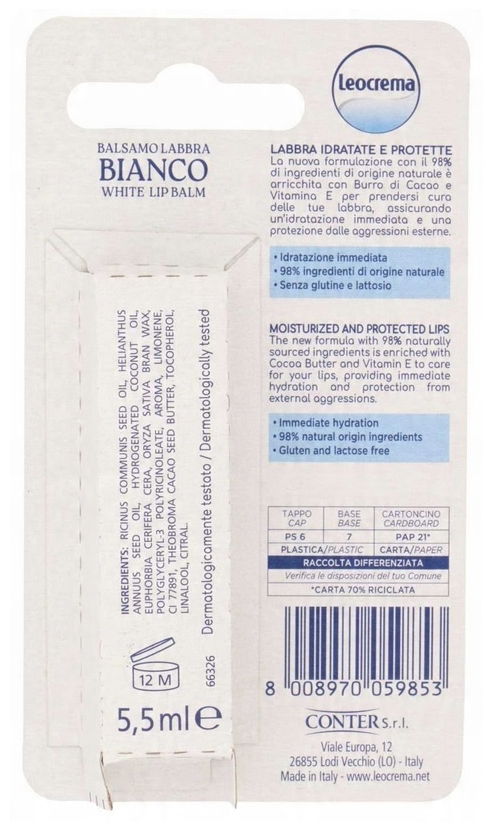 Leocrema
BALSAMO LABBRA
BIANCO
WHITE LIP BALM
LABBRA IDRATATE E PROTETTE
La nuova formulazione con il 98%
di ingredienti di origine naturale è
arricchita con Burro di Cacao e
Vitamina E per prendersi cura
delle tue labbra, assicurando
un'idratazione immediata e una
protezione dalle aggressioni esterne.
• Idratazione immediata
• 98% ingredienti di origine naturale
• Senza glutine e lattosio
MOISTURIZED AND PROTECTED LIPS
The new formula with 98% naturally
sourced ingredients is enriched with
Cocoa Butter and Vitamin E to care
for your lips, providing immediate
hydration and protection from
external aggressions.
• Immediate hydration
• 98% natural origin ingredients
• Gluten and lactose free
INGREDIENTS: RICINUS COMMUNIS SEED OIL, HELIANTHUS
ANNUUS SEED OIL, HYDROGENATED COCONUT OIL,
EUPHORBIA CERIFERA CERA, ORYZA SATIVA BRAN WAX,
POLYGLYCERYL-3 POLYRICINOLEATE, AROMA, LIMONENE,
CI 77891, THEOBROMA CACAO SEED BUTTER, TOCOPHEROL,
LINALOOL, CITRAL.
Dermatologicamente testato / Dermatologically tested
12 M
66326
5,5ml e
TAPPO BASE CARTONCINO
CAP BASE CARDBOARD
PS 6 7 PAP 21*
PLASTICA/PLASTIC CARTA/PAPER
RACCOLTA DIFFERENZIATA
Verifica le disposizioni del tuo Comune
*CARTA 70% RICICLATA
8 008970 059853
CONTER S.r.l.
Viale Europa, 12
26855 Lodi Vecchio (LO) - Italy
Made in Italy - www.leocrema.net